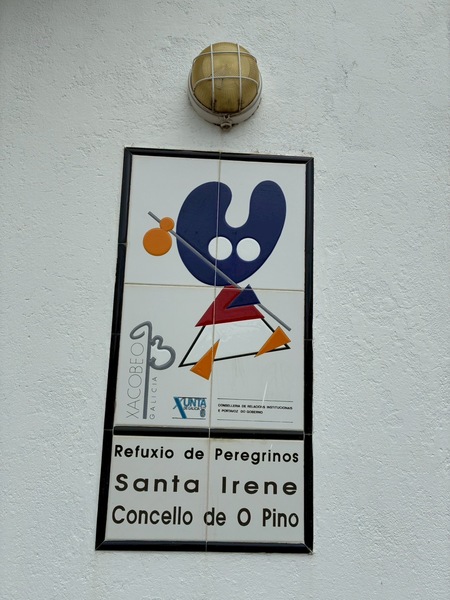 XACOBEO 93
GALICIA
XUNTA
DE GALICIA
CONSELLERIA DE RELACIÓNS INSTITUCIONAIS
E PORTAVOZ DO GOBERNO
Refuxio de Peregrinos
Santa Irene
Concello de O Pino